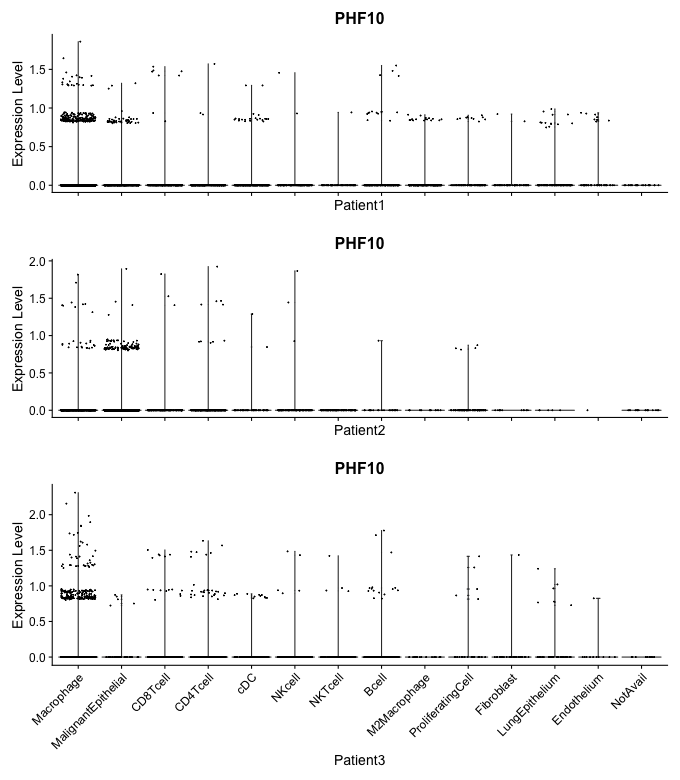 PHF10
Expression Level
1.5
1.0
0.5
0.0
Patient1
PHF10
Expression Level
2.0
1.5
1.0
0.5
0.0
Patient2
PHF10
Expression Level
2.0
1.5
1.0
0.5
0.0
Macrophage
MalignantEpithelial
CD8Tcell
CD4Tcell
cDC
NKcell
NKTcell
Bcell
M2Macrophage
ProliferatingCell
Fibroblast
LungEpithelium
Endothelium
NotAvail
Patient3